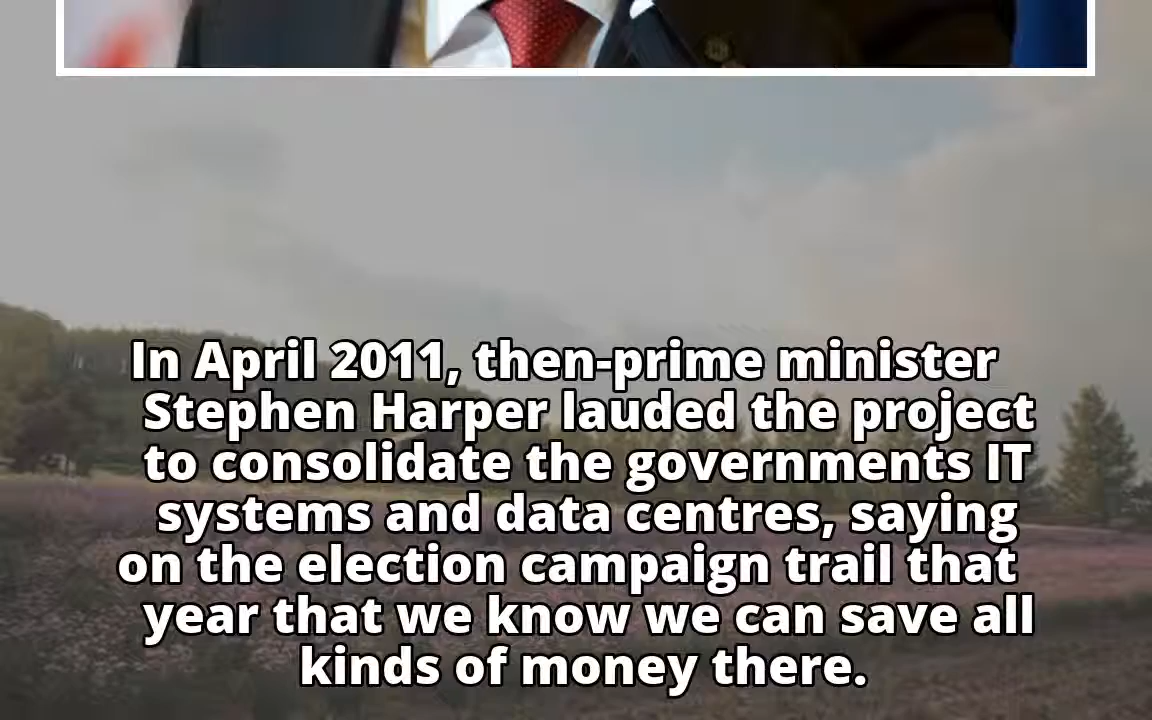 In April 2011, then-prime minister
Stephen Harper lauded the project
to consolidate the governments IT
systems and data centres, saying
on the election campaign trail that
year that we know we can save all
kinds of money there.